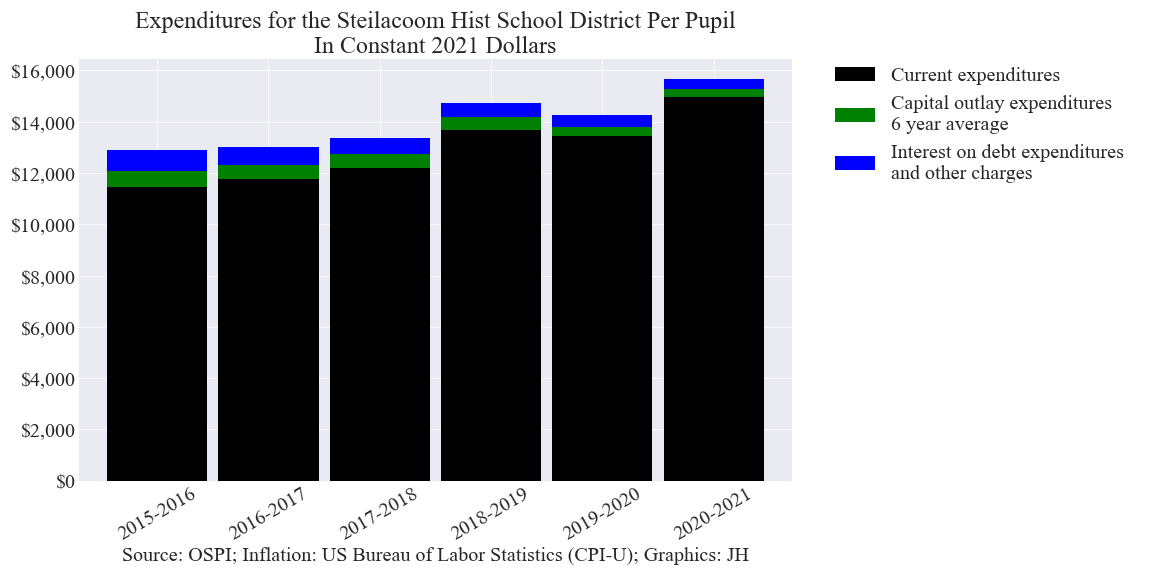 Expenditures for the Steilacoom Hist School District Per Pupil
In Constant 2021 Dollars
$16,000
$14,000
$12,000
$10,000
$8,000
$6,000
$4,000
$2,000
$0
2015-2016
2016-2017
2017-2018
2018-2019
2019-2020
2020-2021
Source: OSPI; Inflation: US Bureau of Labor Statistics (CPI-U); Graphics: JH
Current expenditures
Capital outlay expenditures
6 year average
Interest on debt expenditures
and other charges